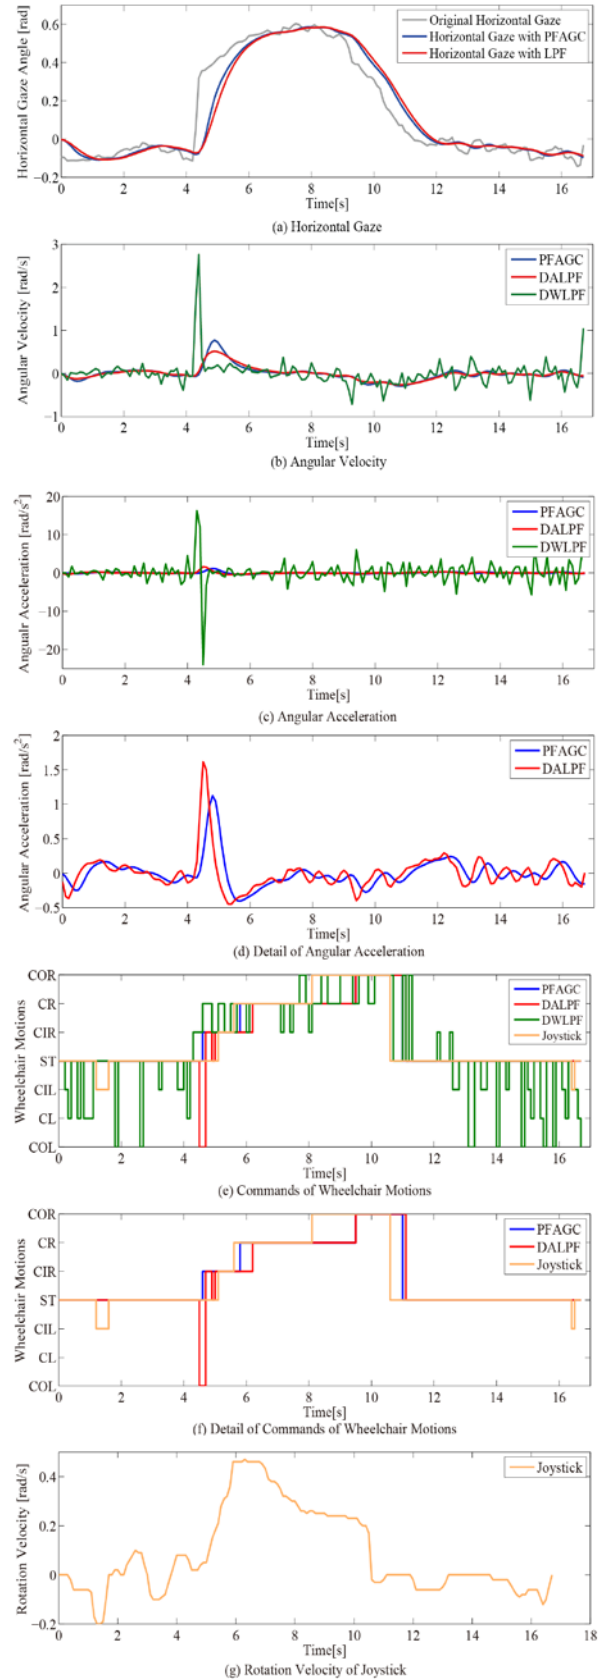 Horizontal Gaze Angle [rad]
0.6
0.4
0.2
0
−0.2
Original Horizontal Gaze
Horizontal Gaze with PFAGC
Horizontal Gaze with LPF
0 2 4 6 8 10 12 14 16
Time[s]
(a) Horizontal Gaze
Angular Velocity [rad/s]
3
2
1
0
−1
PFAGC
DALPF
DWLPF
0 2 4 6 8 10 12 14 16
Time[s]
(b) Angular Velocity
Angualr Acceleration [rad/s²]
20
10
0
−10
−20
PFAGC
DALPF
DWLPF
0 2 4 6 8 10 12 14 16
Time[s]
(c) Angular Acceleration
Angular Acceleration [rad/s²]
2
1.5
1
0.5
0
−0.5
PFAGC
DALPF
0 2 4 6 8 10 12 14 16
Time[s]
(d) Detail of Angular Acceleration
Wheelchair Motions
COR
CR
CIR
ST
CIL
CL
COL
PFAGC
DALPF
DWLPF
Joystick
0 2 4 6 8 10 12 14 16
Time[s]
(e) Commands of Wheelchair Motions
Wheelchair Motions
COR
CR
CIR
ST
CIL
CL
COL
PFAGC
DALPF
Joystick
0 2 4 6 8 10 12 14 16
Time[s]
(f) Detail of Commands of Wheelchair Motions
Rotation Velocity [rad/s]
0.4
0.2
0
−0.2
Joystick
0 2 4 6 8 10 12 14 16 18
Time[s]
(g) Rotation Velocity of Joystick